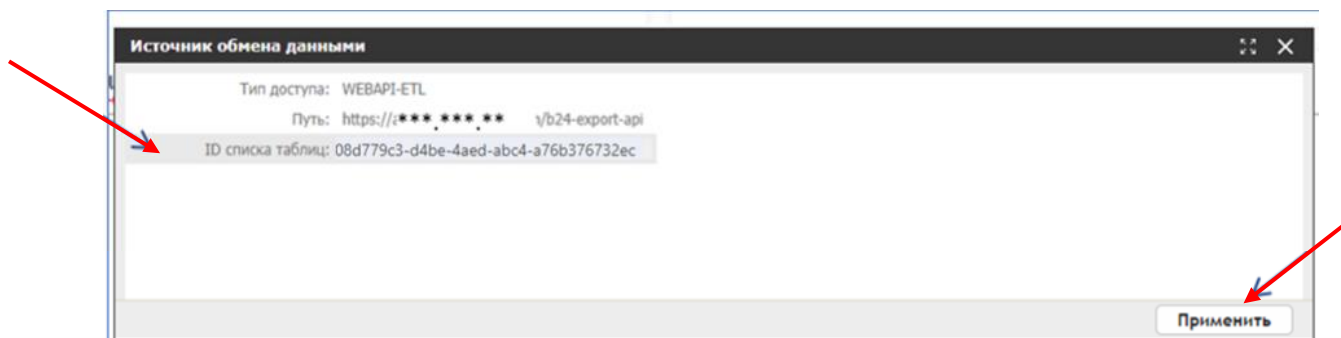 Источник обмена данными
Тип доступа: WEBAPI-ETL
Путь: https://***.***.** /b24-export-api
ID списка таблиц: 08d779c3-d4be-4aed-abc4-a76b376732ec
Применить